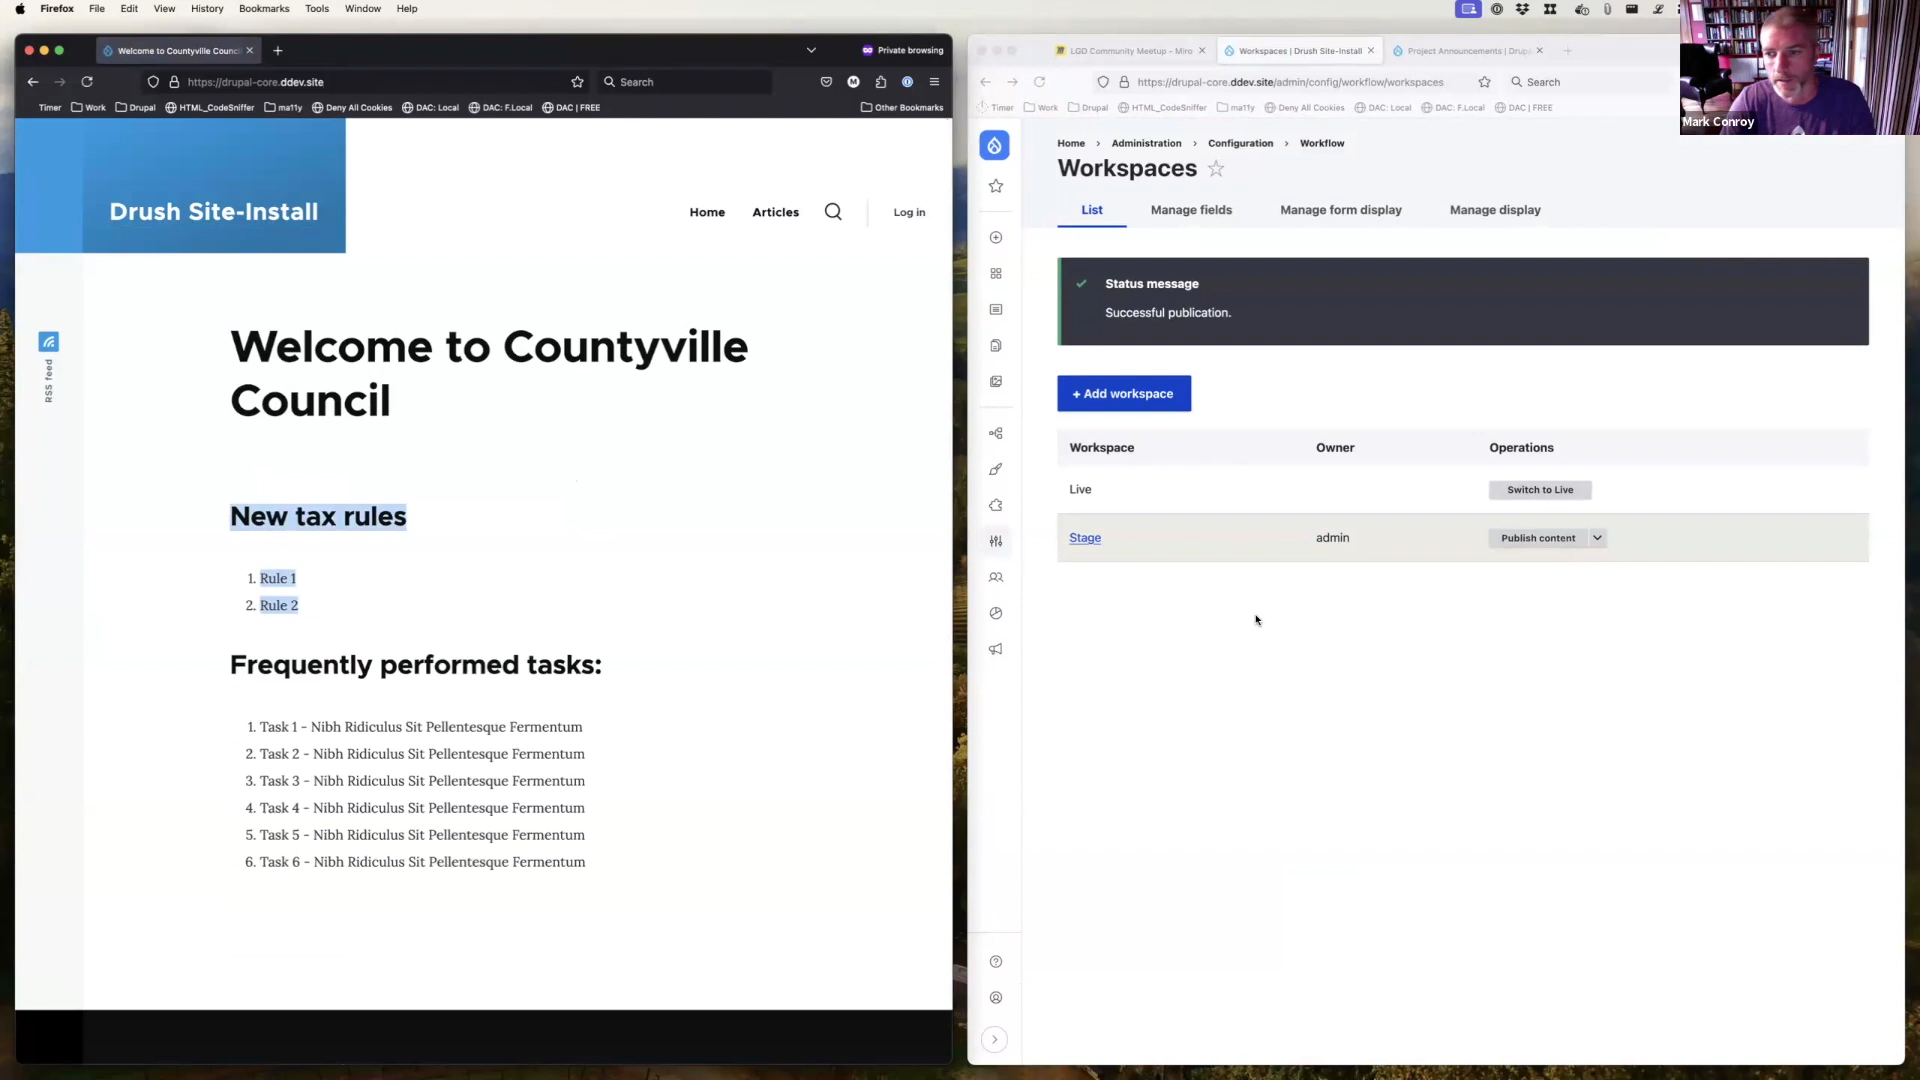 Firefox File Edit View History Bookmarks Tools Window Help
Welcome to Countyville Counc
Private browsing
https://drupal-core.ddev.site
Search
Timer Work Drupal HTML_CodeSniffer ma11y Deny All Cookies DAC: Local DAC: F.Local DAC | FREE Other Bookmarks
Drush Site-Install
Home Articles Log in
RSS feed
Welcome to Countyville
Council
New tax rules
1. Rule 1
2. Rule 2
Frequently performed tasks:
1. Task 1 - Nibh Ridiculus Sit Pellentesque Fermentum
2. Task 2 - Nibh Ridiculus Sit Pellentesque Fermentum
3. Task 3 - Nibh Ridiculus Sit Pellentesque Fermentum
4. Task 4 - Nibh Ridiculus Sit Pellentesque Fermentum
5. Task 5 - Nibh Ridiculus Sit Pellentesque Fermentum
6. Task 6 - Nibh Ridiculus Sit Pellentesque Fermentum
LGD Community Meetup - Miro
Workspaces | Drush Site-Install
Project Announcements | Drup
https://drupal-core.ddev.site/admin/config/workflow/workspaces
Search
Timer Work Drupal HTML_CodeSniffer ma11y Deny All Cookies DAC: Local DAC: F.Local DAC | FREE
Mark Conroy
Home > Administration > Configuration > Workflow
Workspaces
List Manage fields Manage form display Manage display
Status message
Successful publication.
+ Add workspace
Workspace Owner Operations
Live Switch to Live
Stage admin Publish content